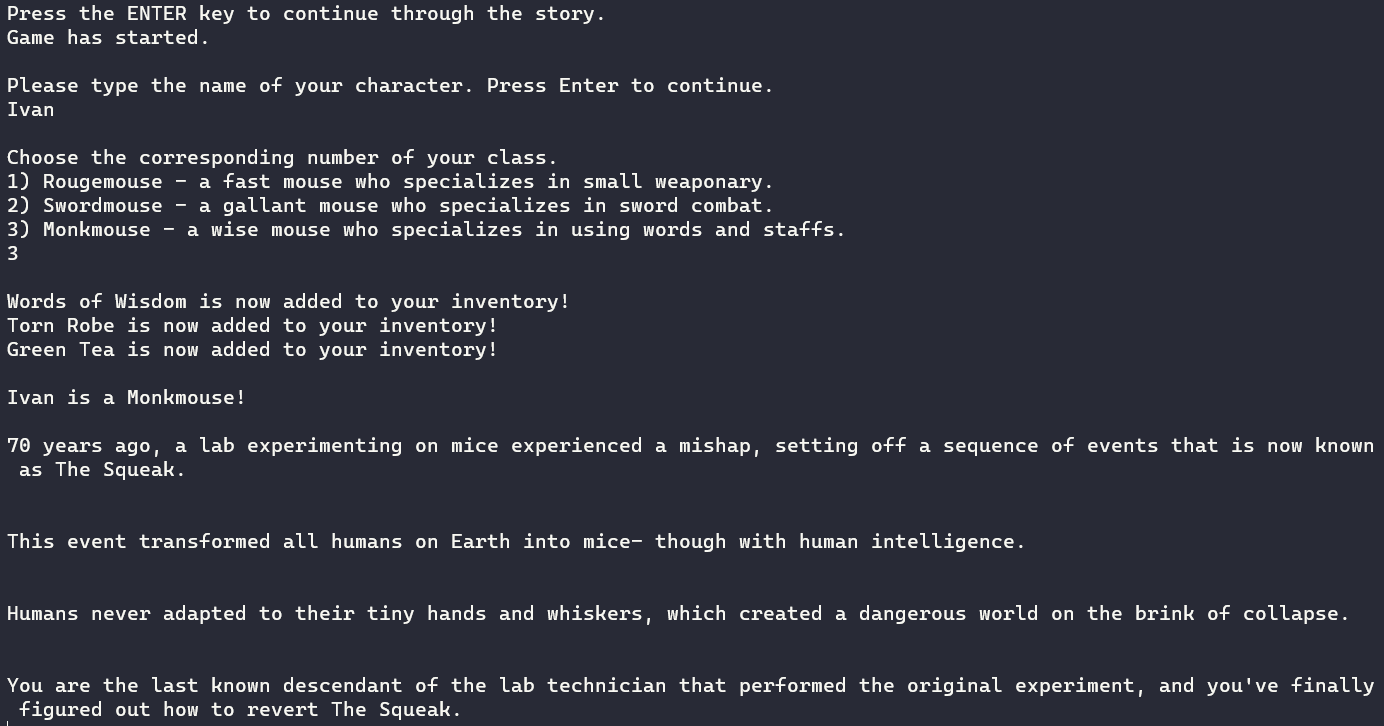 Press the ENTER key to continue through the story.
Game has started.
Please type the name of your character. Press Enter to continue.
Ivan
Choose the corresponding number of your class.
1) Rougemouse - a fast mouse who specializes in small weaponary.
2) Swordmouse - a gallant mouse who specializes in sword combat.
3) Monkmouse - a wise mouse who specializes in using words and staffs.
3
Words of Wisdom is now added to your inventory!
Torn Robe is now added to your inventory!
Green Tea is now added to your inventory!
Ivan is a Monkmouse!
70 years ago, a lab experimenting on mice experienced a mishap, setting off a sequence of events that is now known
as The Squeak.
This event transformed all humans on Earth into mice- though with human intelligence.
Humans never adapted to their tiny hands and whiskers, which created a dangerous world on the brink of collapse.
You are the last known descendant of the lab technician that performed the original experiment, and you've finally
figured out how to revert The Squeak.